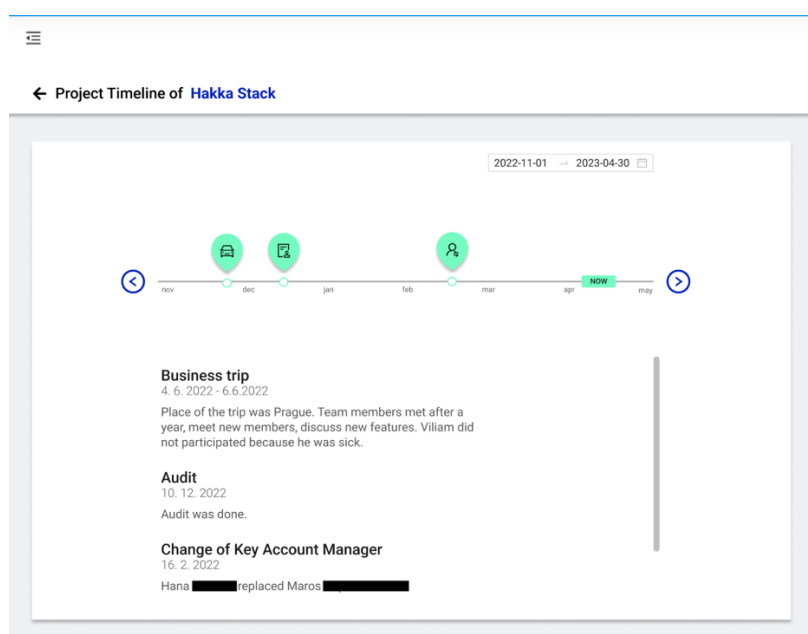 Project Timeline of Hakka Stack
2022-11-01 → 2023-04-30
nov dec jan feb mar apr NOW may
Business trip
4. 6. 2022 - 6.6.2022
Place of the trip was Prague. Team members met after a
year, meet new members, discuss new features. Viliam did
not participated because he was sick.
Audit
10. 12. 2022
Audit was done.
Change of Key Account Manager
16. 2. 2022
Hana replaced Maros